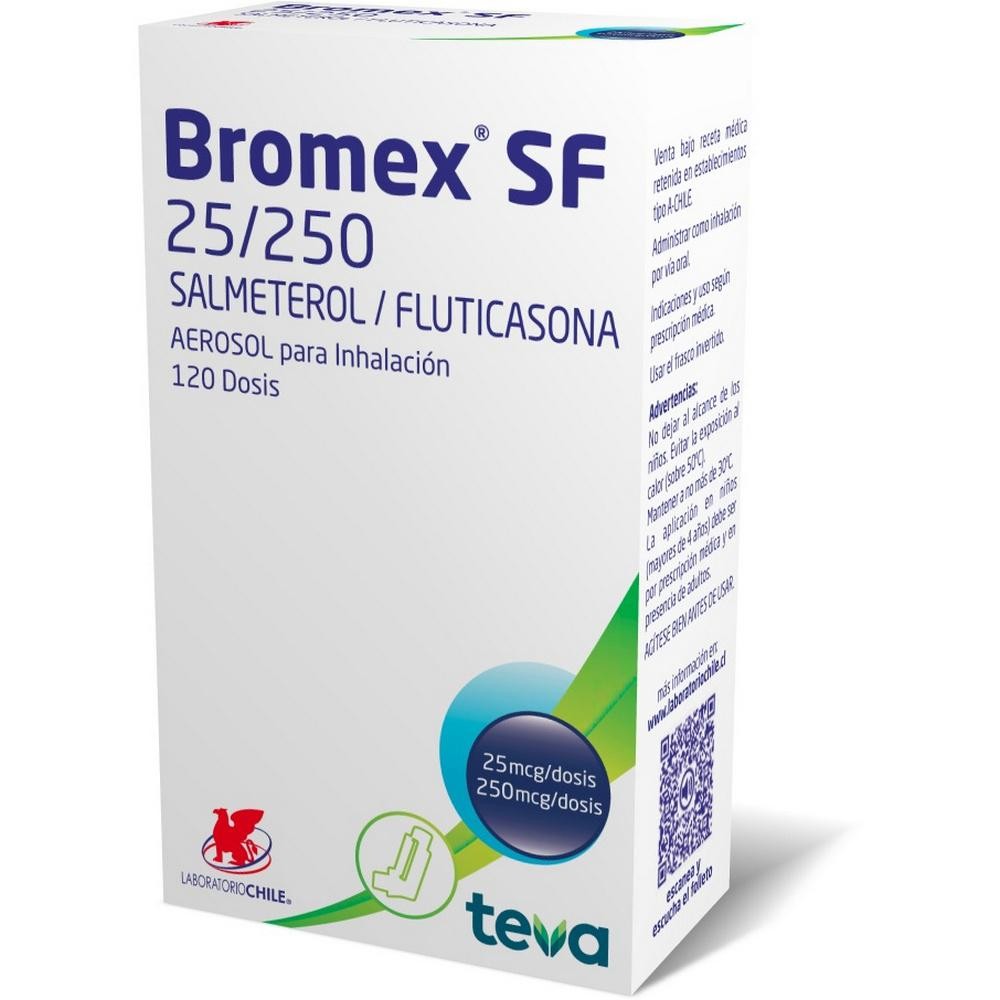 Bromex® SF
25/250
SALMETEROL / FLUTICASONA
AEROSOL para Inhalación
120 Dosis
25mcg/dosis
250mcg/dosis
LABORATORIOCHILE®
teva
Venta bajo receta médica
retenida en establecimientos
tipo A-CHILE.
Administrar como inhalación
por vía oral.
Indicaciones y uso según
prescripción médica.
Usar el frasco invertido.
Advertencias:
No dejar al alcance de los
niños. Evitar la exposición al
calor (sobre 50°C).
Mantener a no más de 30°C.
La aplicación en niños
(mayores de 4 años) debe ser
por prescripción médica y en
presencia de adultos.
AGÍTESE BIEN ANTES DE USAR.
más información en:
www.laboratoriochile.cl
escanea y
escucha el folleto